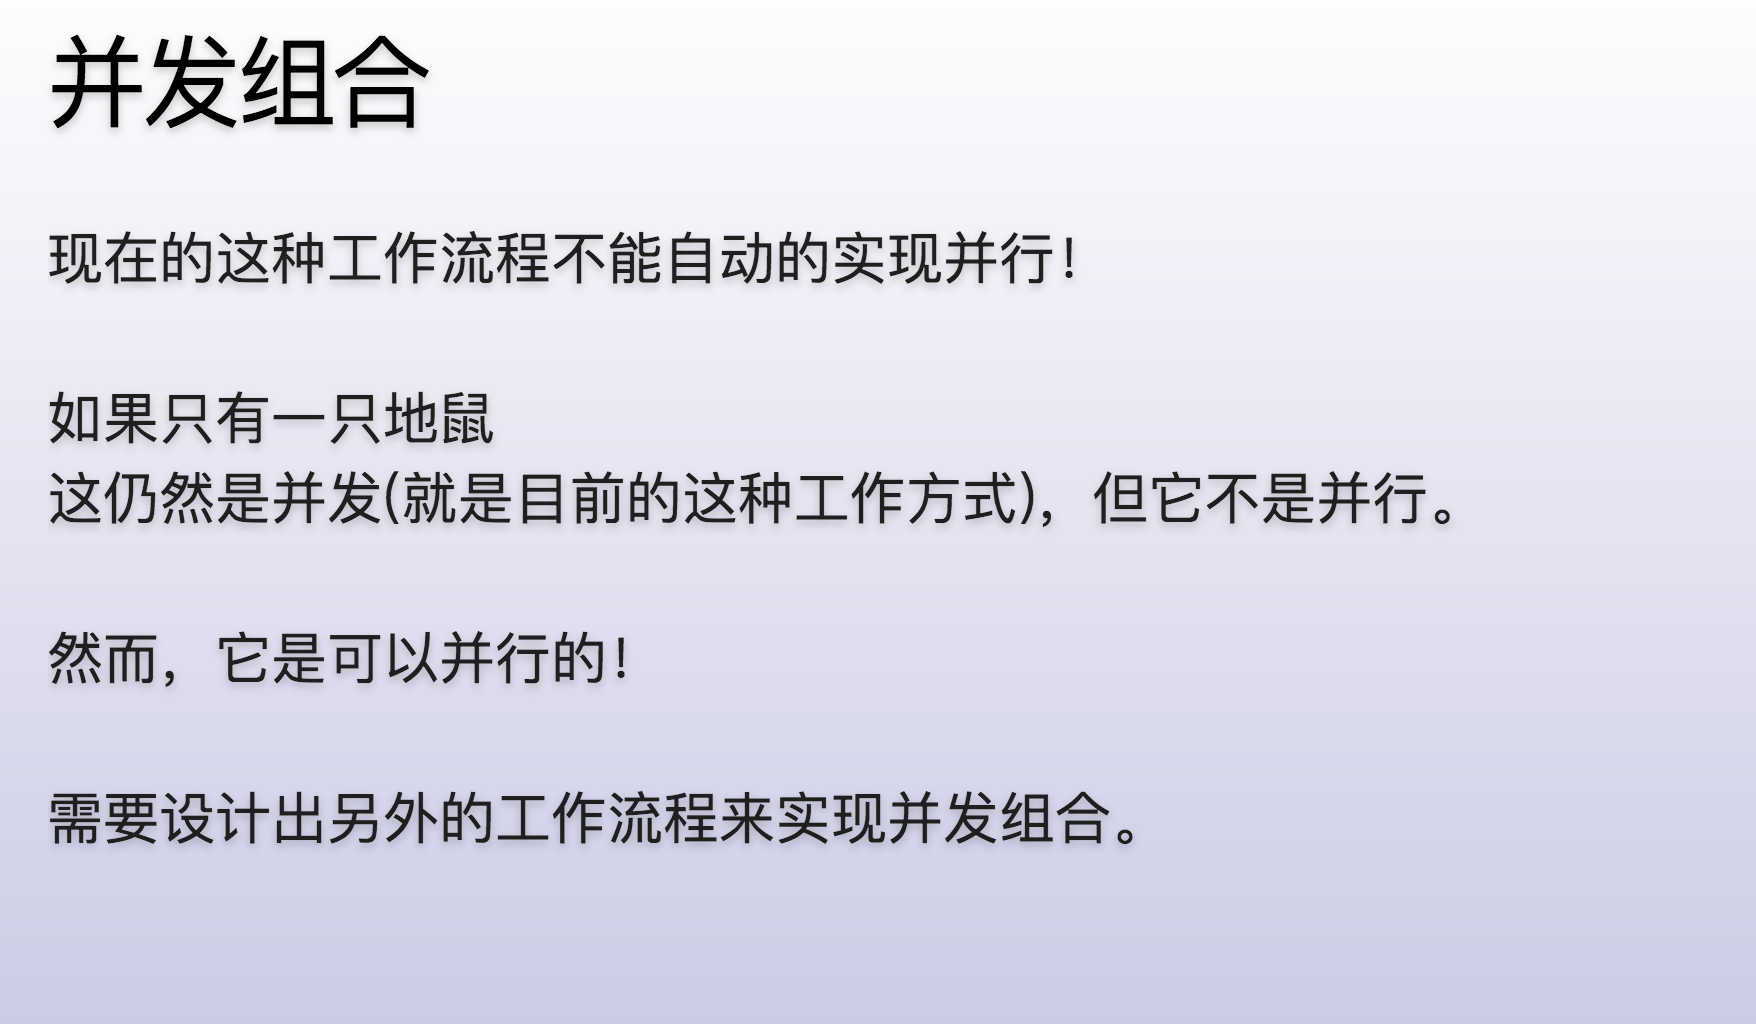 并发组合
现在的这种工作流程不能自动的实现并行！
如果只有一只地鼠
这仍然是并发(就是目前的这种工作方式)，但它不是并行。
然而，它是可以并行的！
需要设计出另外的工作流程来实现并发组合。